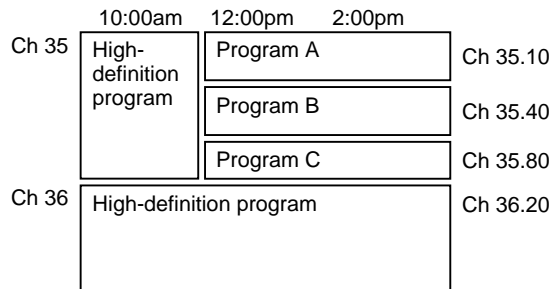 10:00am 12:00pm 2:00pm
Ch 35 High- Program A Ch 35.10
definition
program Program B Ch 35.40
Program C Ch 35.80
Ch 36 High-definition program Ch 36.20